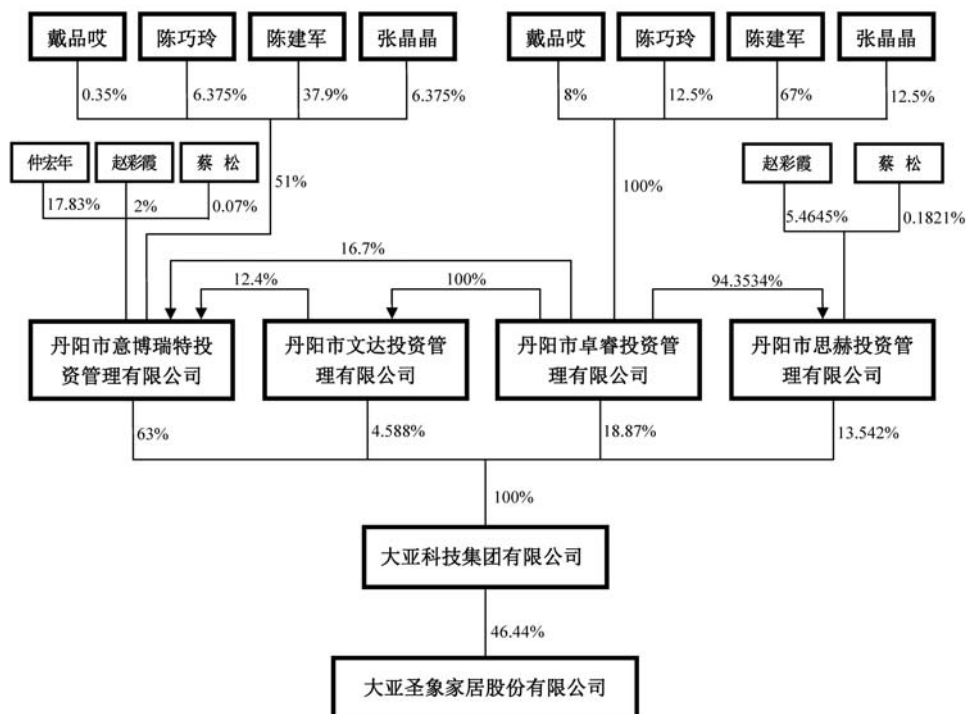 戴品哎 陈巧玲 陈建军 张晶晶 戴品哎 陈巧玲 陈建军 张晶晶
0.35% 6.375% 37.9% 6.375% 8% 12.5% 67% 12.5%
仲宏年 赵彩霞 蔡 松 51% 100% 赵彩霞 蔡 松
17.83% 2% 0.07% 5.4645% 0.1821%
16.7%
12.4% 100% 94.3534%
丹阳市意博瑞特投
资管理有限公司
丹阳市文达投资管
理有限公司
丹阳市卓睿投资管
理有限公司
丹阳市思赫投资管
理有限公司
63% 4.588% 18.87% 13.542%
100%
大亚科技集团有限公司
46.44%
大亚圣象家居股份有限公司